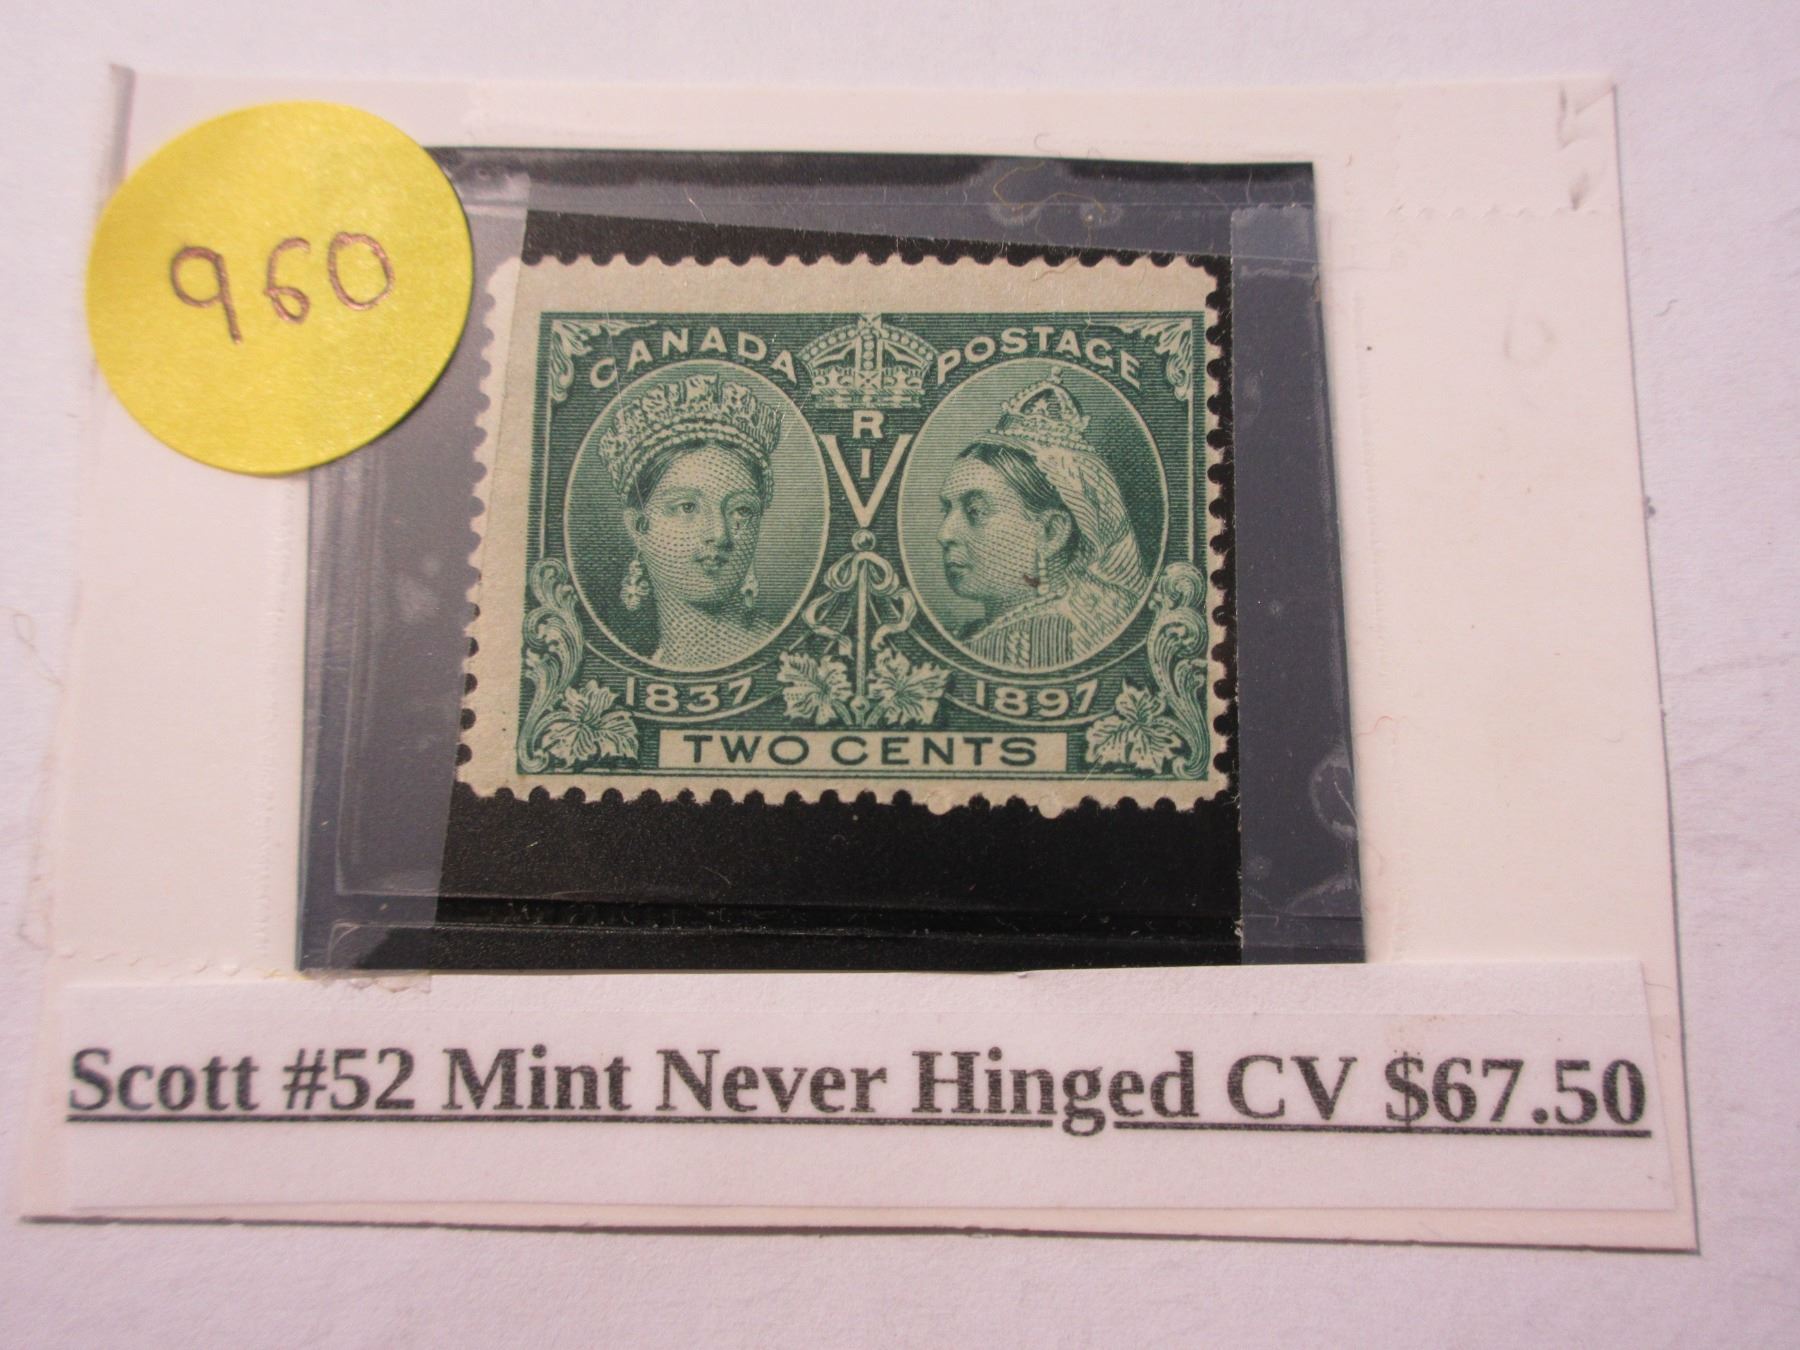 960
CANADA POSTAGE
R
I
V
1837 1897
TWO CENTS
Scott #52 Mint Never Hinged CV $67.50